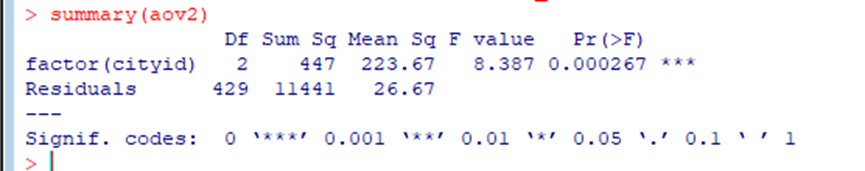 > summary(aov2)
Df Sum Sq Mean Sq F value Pr(>F)
factor(cityid) 2 447 223.67 8.387 0.000267 ***
Residuals 429 11441 26.67
---
Signif. codes: 0 ‘***’ 0.001 ‘**’ 0.01 ‘*’ 0.05 ‘.’ 0.1 ‘ ’ 1
>